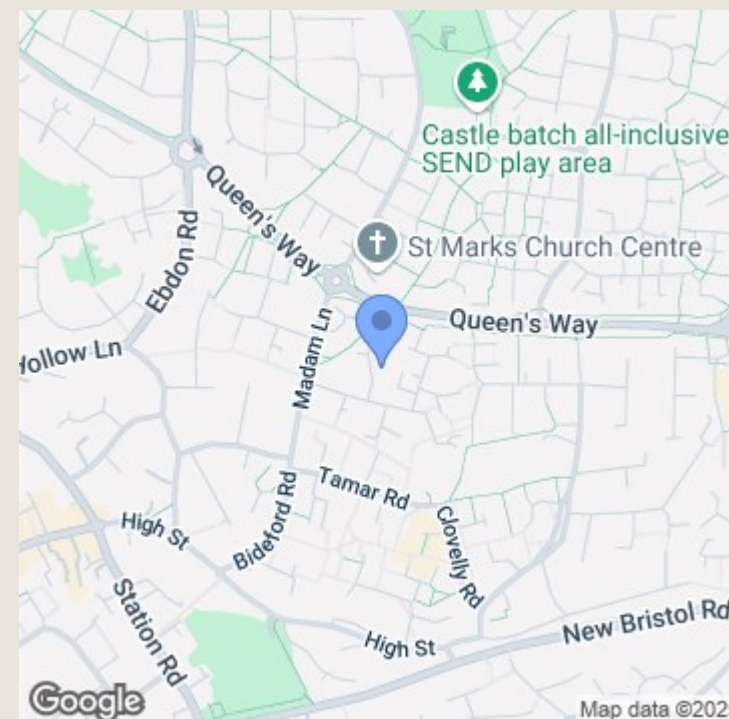 Castle batch all-inclusive
SEND play area
Queen's Way
St Marks Church Centre
Ebdon Rd
Queen's Way
Madam Ln
Hollow Ln
Tamar Rd
Bideford Rd
Clovelly Rd
High St
Station Rd
High St
New Bristol Rd
Google
Map data ©202